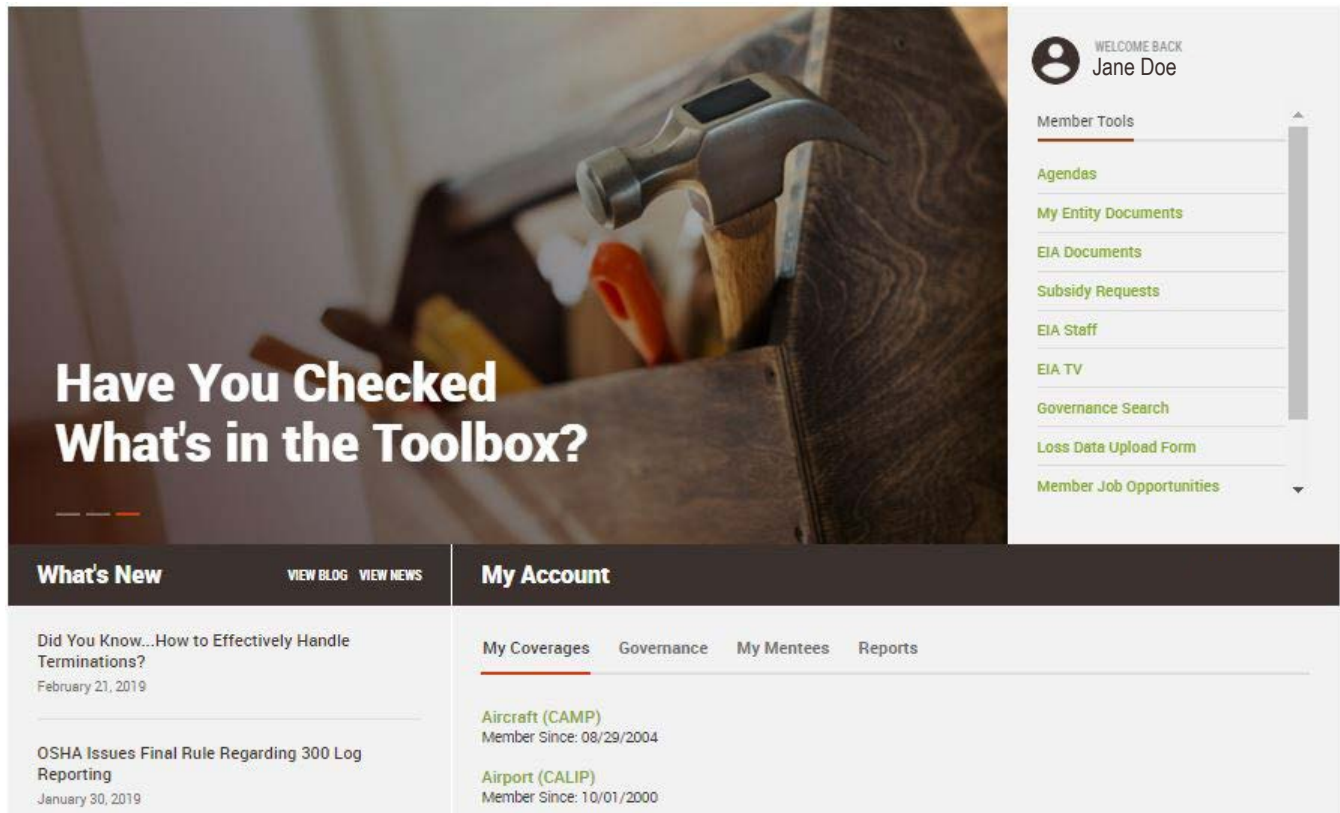 WELCOME BACK
Jane Doe
Member Tools
Agendas
My Entity Documents
EIA Documents
Subsidy Requests
EIA Staff
EIA TV
Governance Search
Loss Data Upload Form
Member Job Opportunities
Have You Checked
What's in the Toolbox?
What's New
VIEW BLOG VIEW NEWS
Did You Know...How to Effectively Handle
Terminations?
February 21, 2019
OSHA Issues Final Rule Regarding 300 Log
Reporting
January 30, 2019
My Account
My Coverages Governance My Mentees Reports
Aircraft (CAMP)
Member Since: 08/29/2004
Airport (CALIP)
Member Since: 10/01/2000